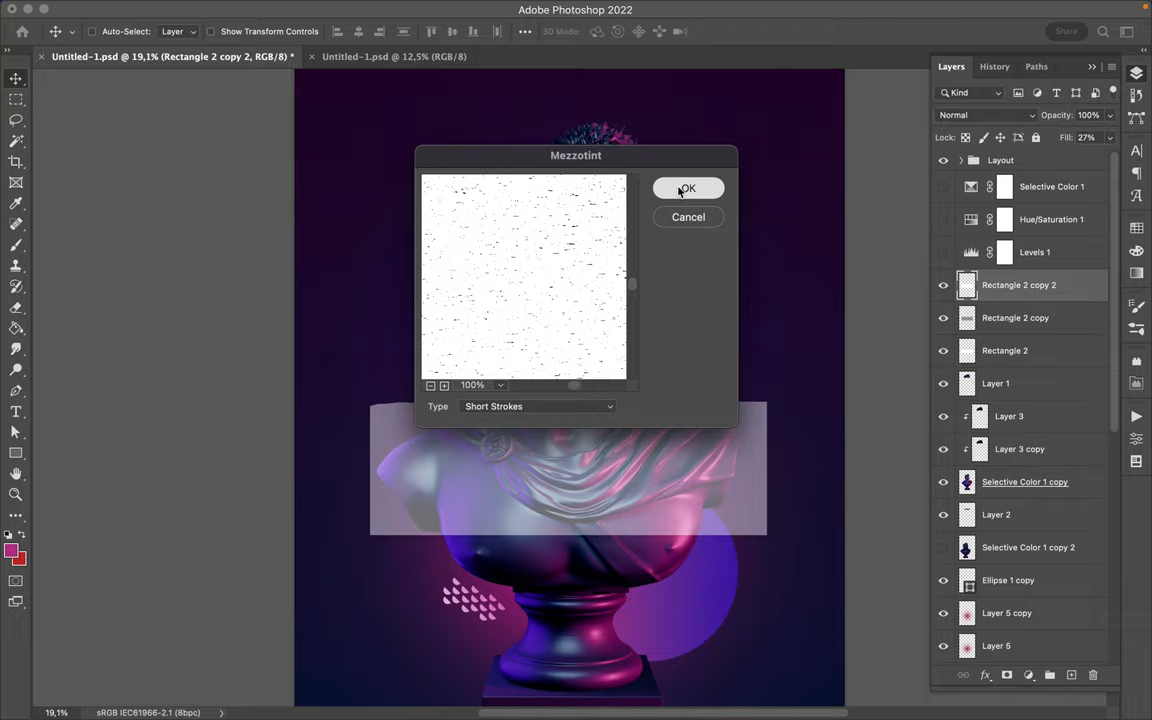 Adobe Photoshop 2022
Auto-Select: Layer Show Transform Controls 3D Mode: Share
Untitled-1.psd @ 19,1% (Rectangle 2 copy 2, RGB/8) * Untitled-1.psd @ 12,5% (RGB/8)
Layers History Paths
Kind
Normal Opacity: 100%
Lock: Fill: 27%
Layout
Selective Color 1
Hue/Saturation 1
Levels 1
Rectangle 2 copy 2
Rectangle 2 copy
Rectangle 2
Layer 1
Layer 3
Layer 3 copy
Selective Color 1 copy
Layer 2
Selective Color 1 copy 2
Ellipse 1 copy
Layer 5 copy
Layer 5
Mezzotint
OK
Cancel
100%
Type Short Strokes
19,1% sRGB IEC61966-2.1 (8bpc)